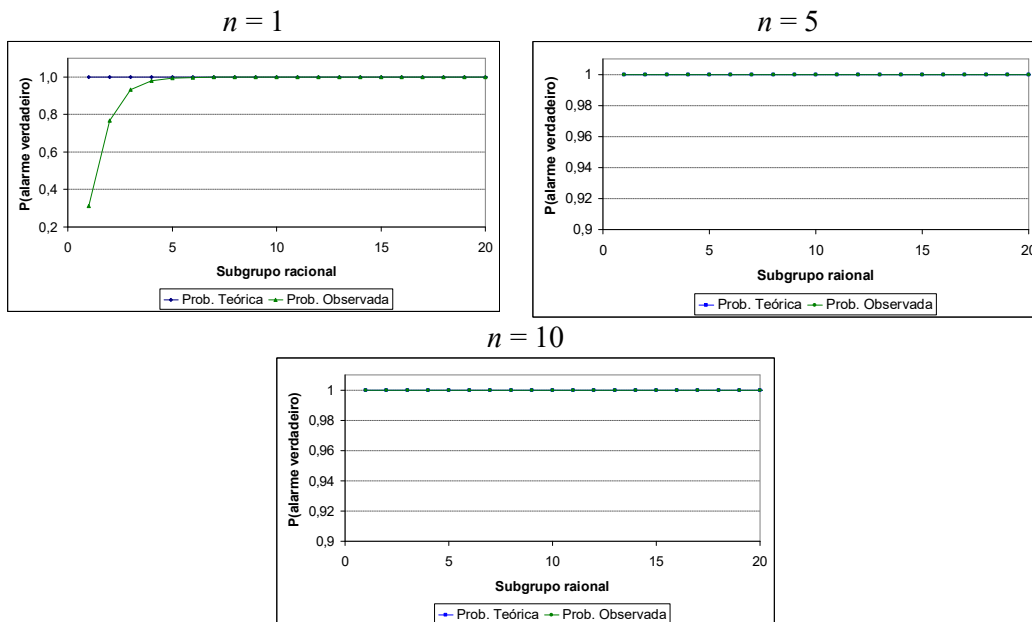 n = 1
P(alarme verdadeiro)
1,0
0,8
0,6
0,4
0,2
0 5 10 15 20
Subgrupo racional
Prob. Teórica Prob. Observada
n = 5
P(alarme verdadeiro)
1
0,98
0,96
0,94
0,92
0,9
0 5 10 15 20
Subgrupo raional
Prob. Teórica Prob. Observada
n = 10
P(alarme verdadeiro)
1
0,98
0,96
0,94
0,92
0,9
0 5 10 15 20
Subgrupo raional
Prob. Teórica Prob. Observada